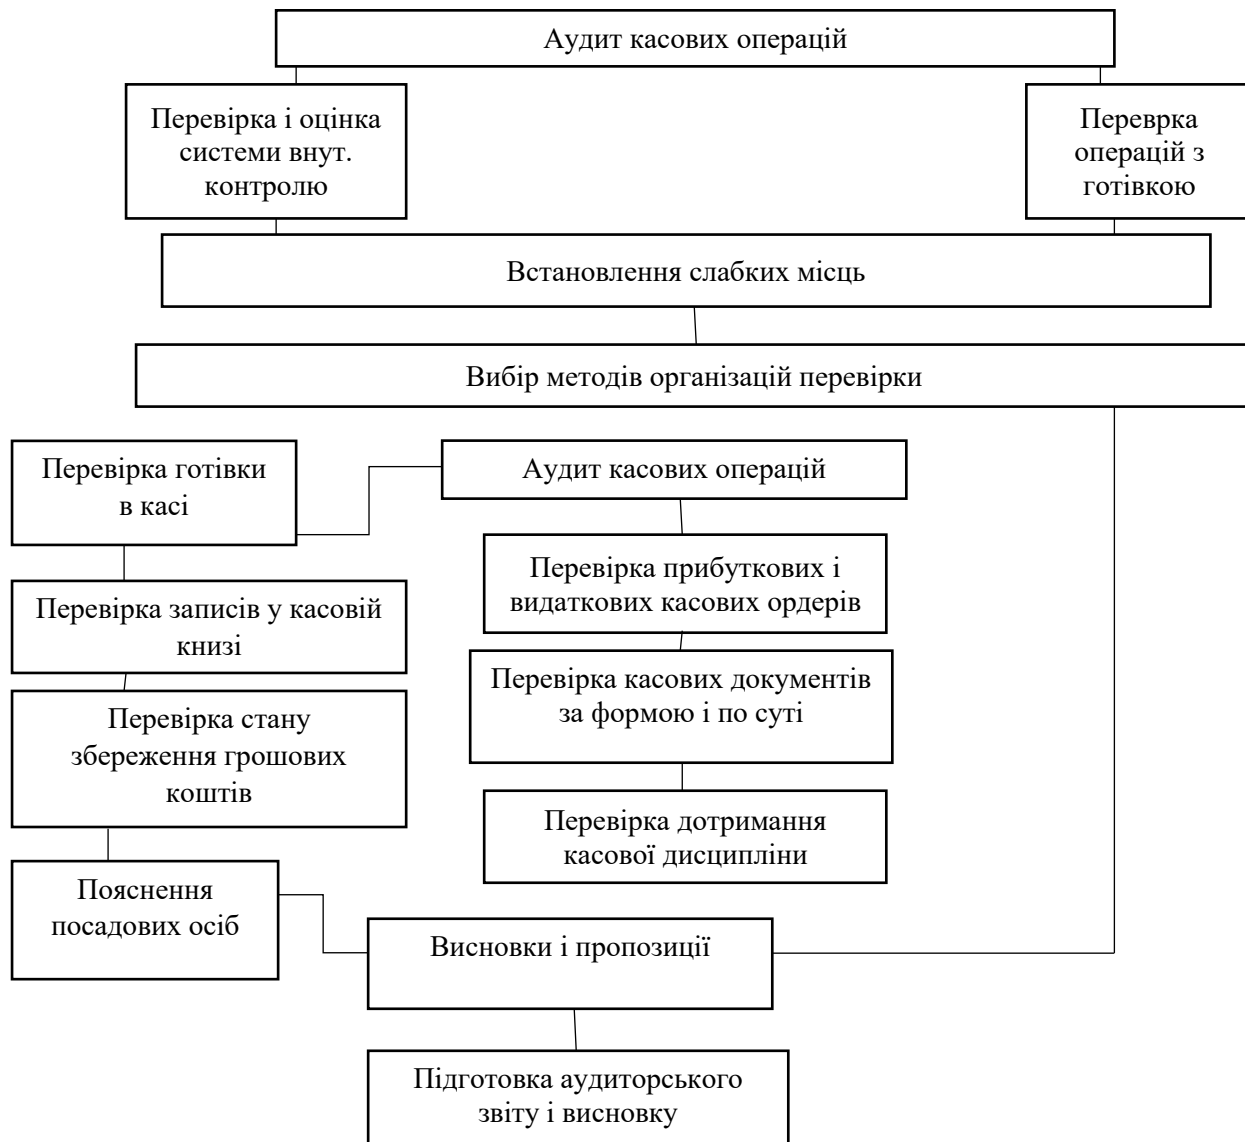 Аудит касових операцій
Перевірка і оцінка
системи внут.
контролю
Переврка
операцій з
готівкою
Встановлення слабких місць
Вибір методів організацій перевірки
Перевірка готівки
в касі
Аудит касових операцій
Перевірка прибуткових і
видаткових касових ордерів
Перевірка записів у касовій
книзі
Перевірка касових документів
за формою і по суті
Перевірка стану
збереження грошових
коштів
Перевірка дотримання
касової дисципліни
Пояснення
посадових осіб
Висновки і пропозиції
Підготовка аудиторського
звіту і висновку